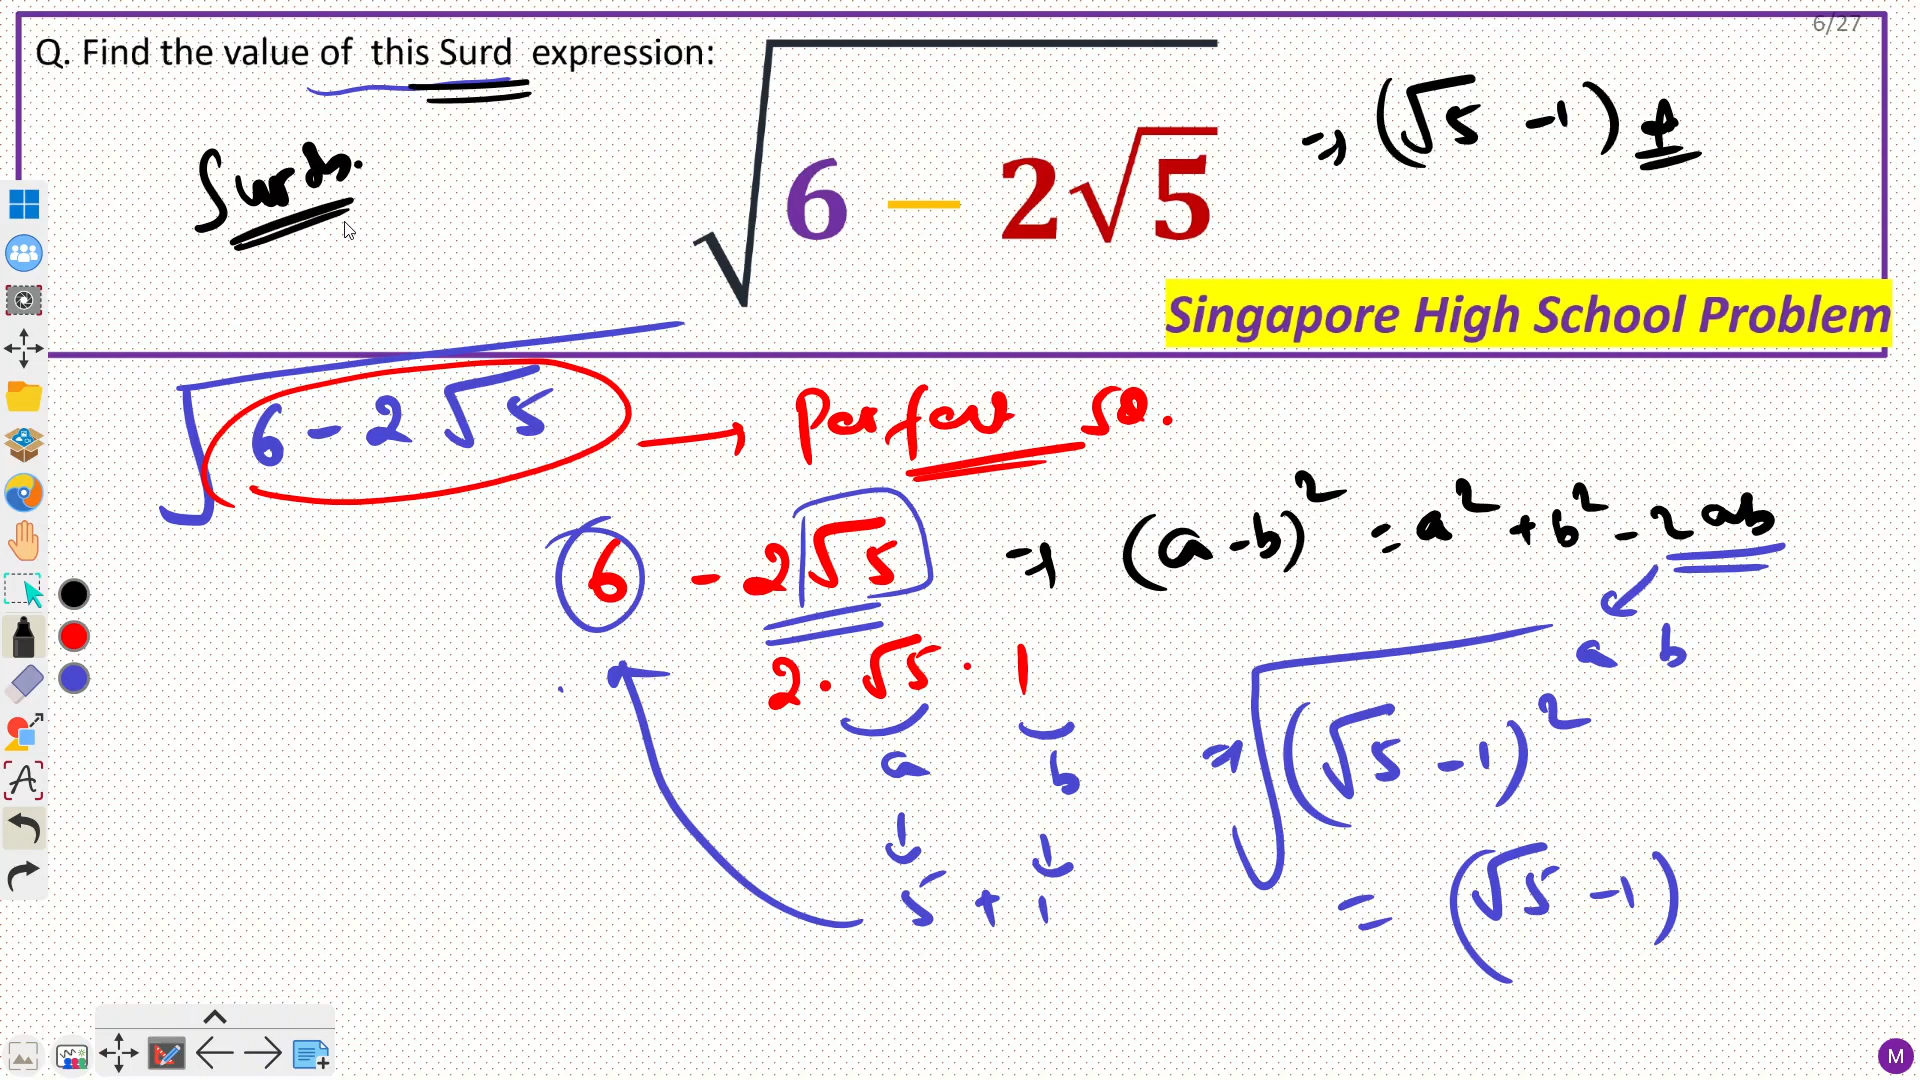 6/27
Q. Find the value of this Surd expression:
√(6 − 2√5)
⇒ (√5 − 1) A
Surds.
Singapore High School Problem
√(6 − 2√5) → Perfect SQ.
6 − 2√5 ⇒ (a − b)² = a² + b² − 2ab
a b
2 · √5 · 1
a b
⇒ √(√5 − 1)²
5 + 1
= (√5 − 1)
M